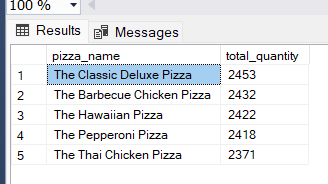 100 %
Results Messages
pizza_name total_quantity
1 The Classic Deluxe Pizza 2453
2 The Barbecue Chicken Pizza 2432
3 The Hawaiian Pizza 2422
4 The Pepperoni Pizza 2418
5 The Thai Chicken Pizza 2371